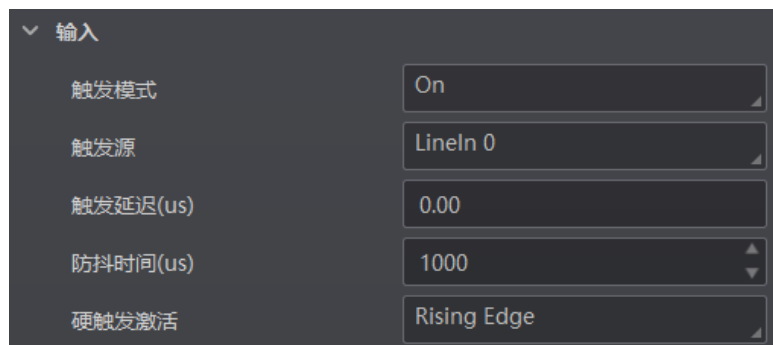 输入
触发模式 On
触发源 LineIn 0
触发延迟(us) 0.00
防抖时间(us) 1000
硬触发激活 Rising Edge